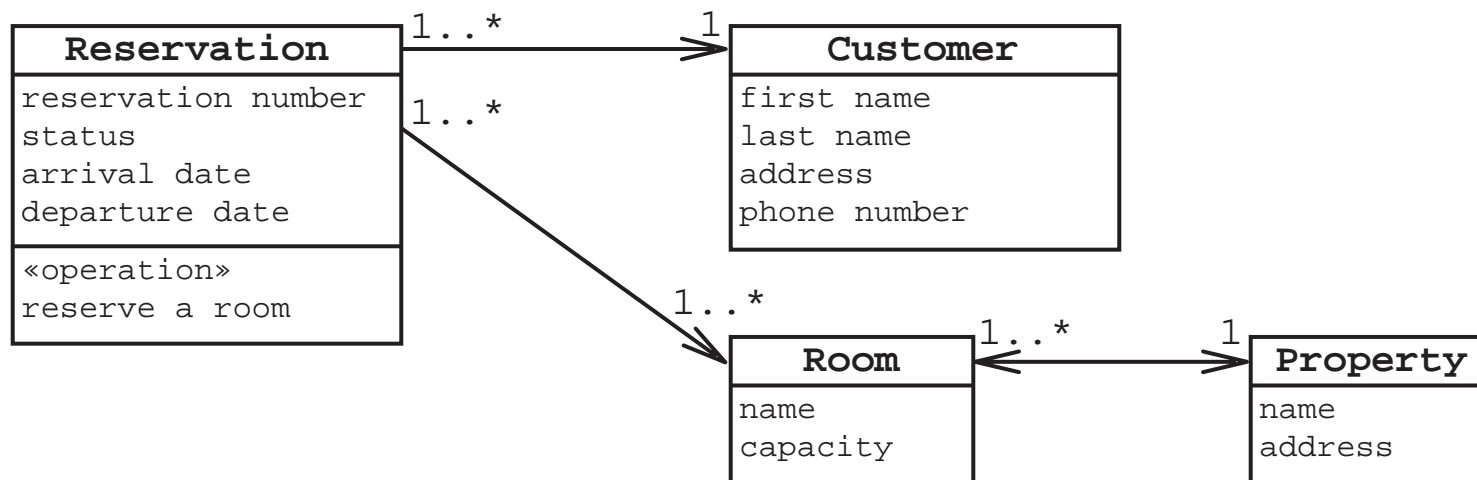 Reservation
reservation number
status
arrival date
departure date
«operation»
reserve a room
1..*
1
1..*
1..*
Customer
first name
last name
address
phone number
Room
name
capacity
1..*
1
Property
name
address